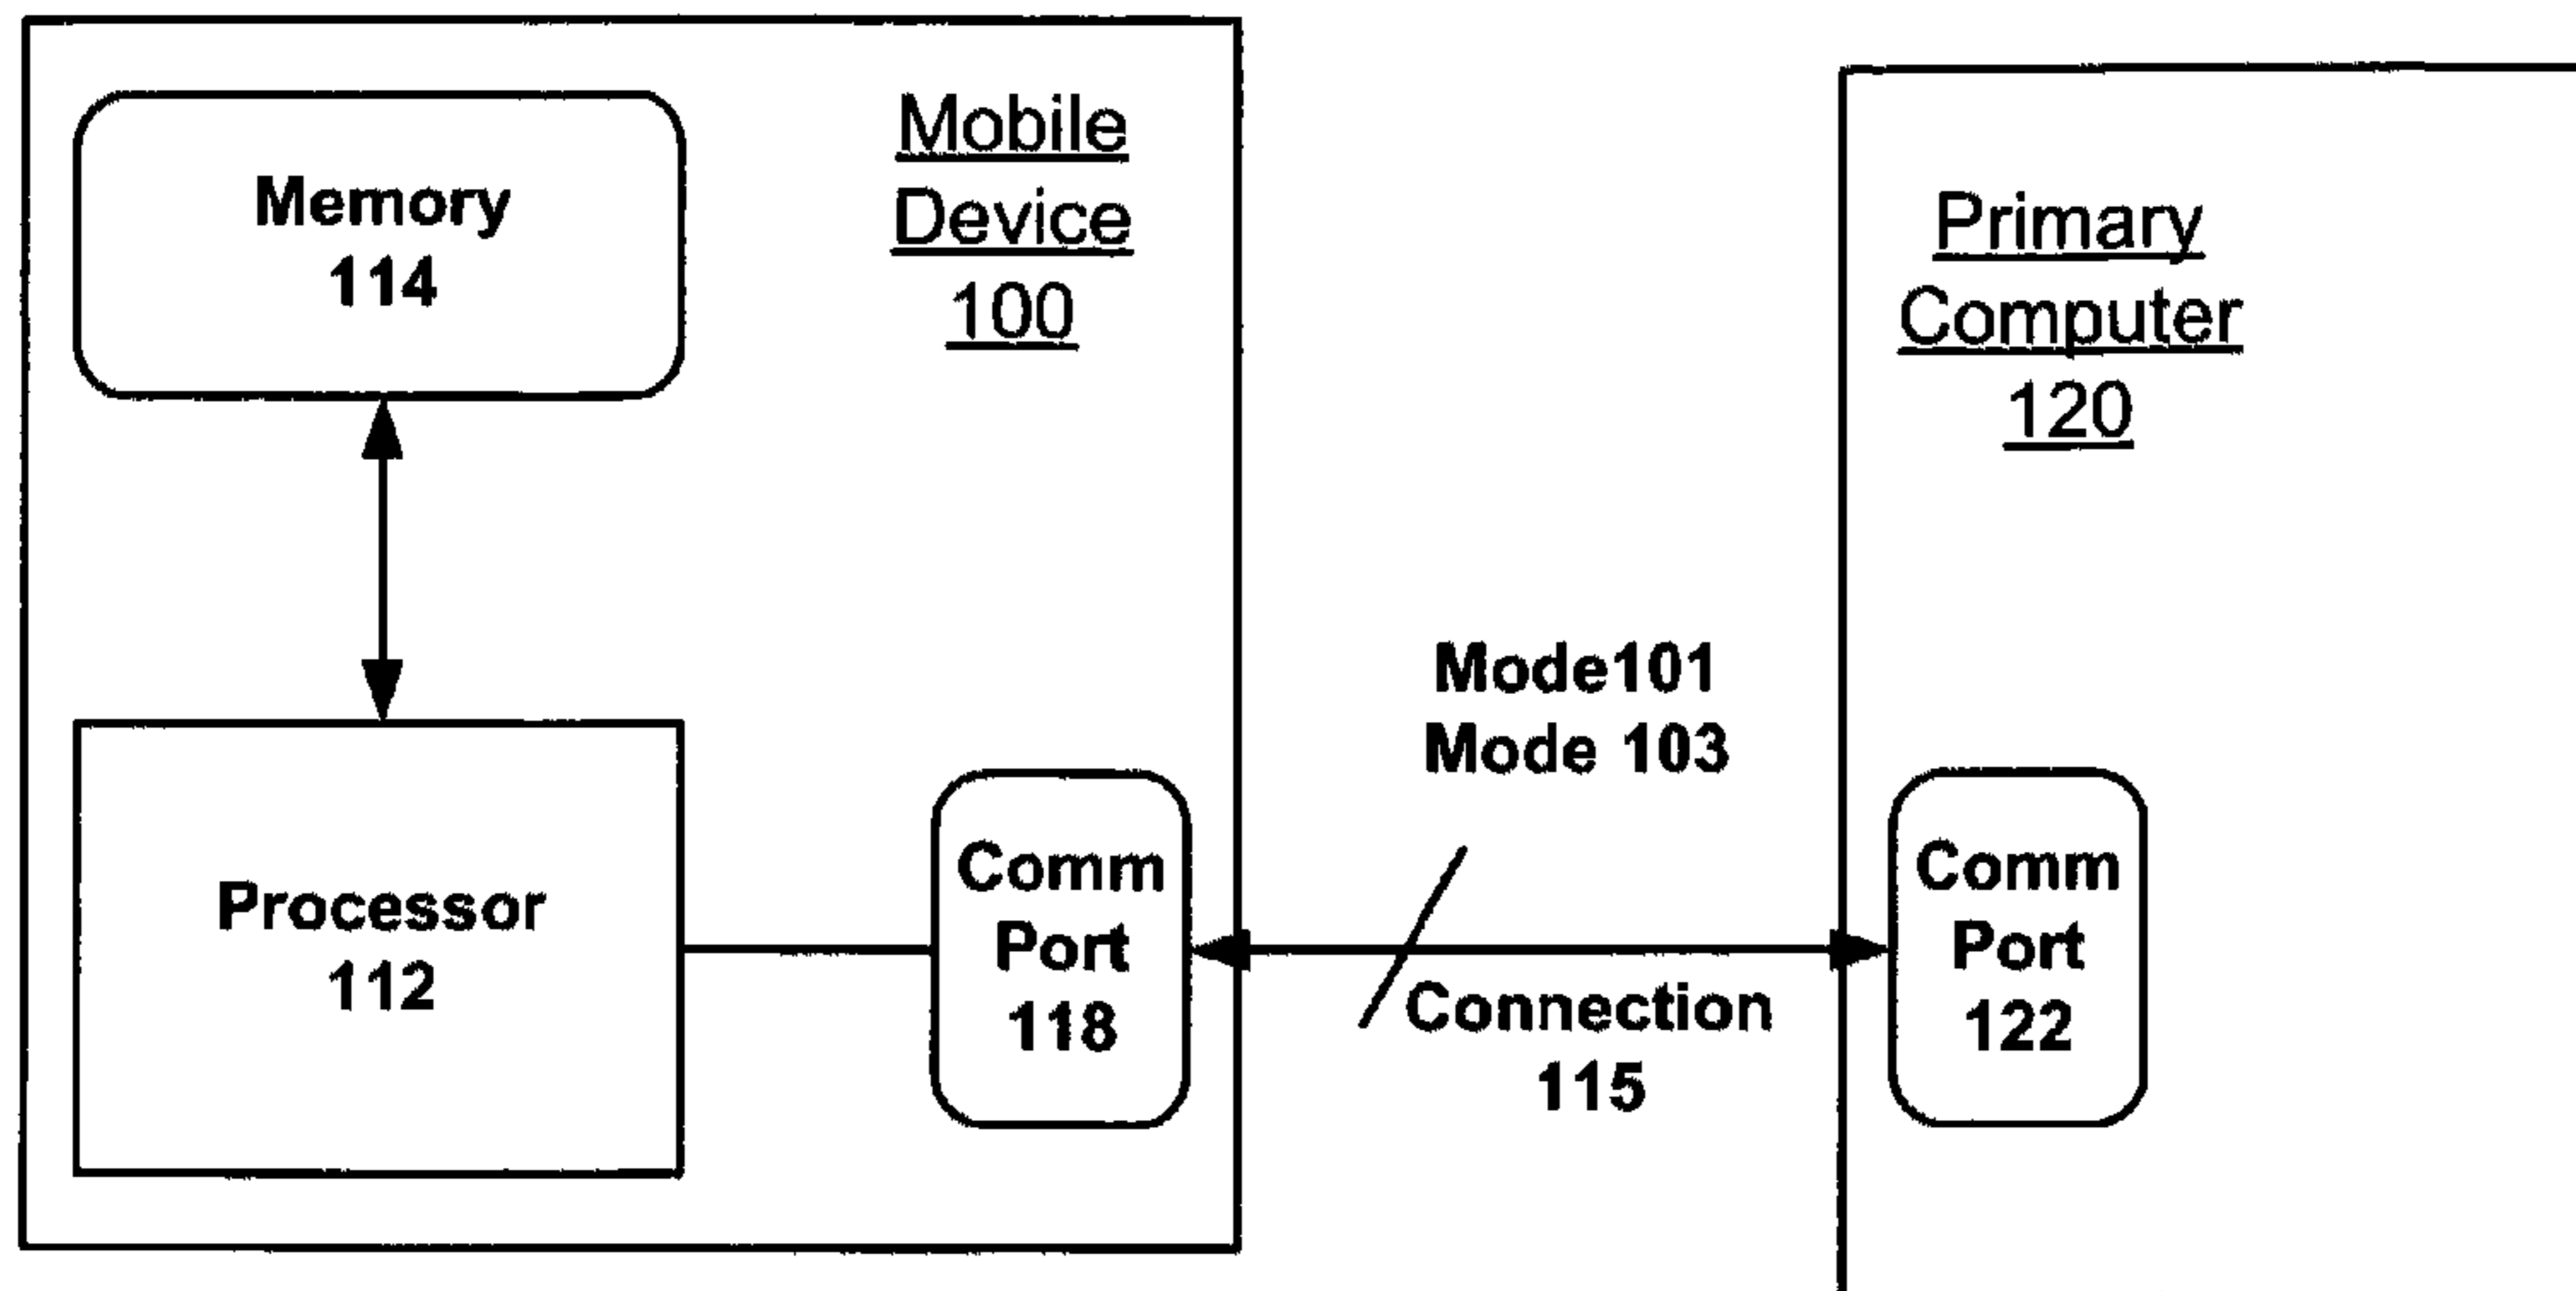 Memory
114
Mobile
Device
100
Processor
112
Comm
Port
118
Mode101
Mode 103
Connection
115
Primary
Computer
120
Comm
Port
122